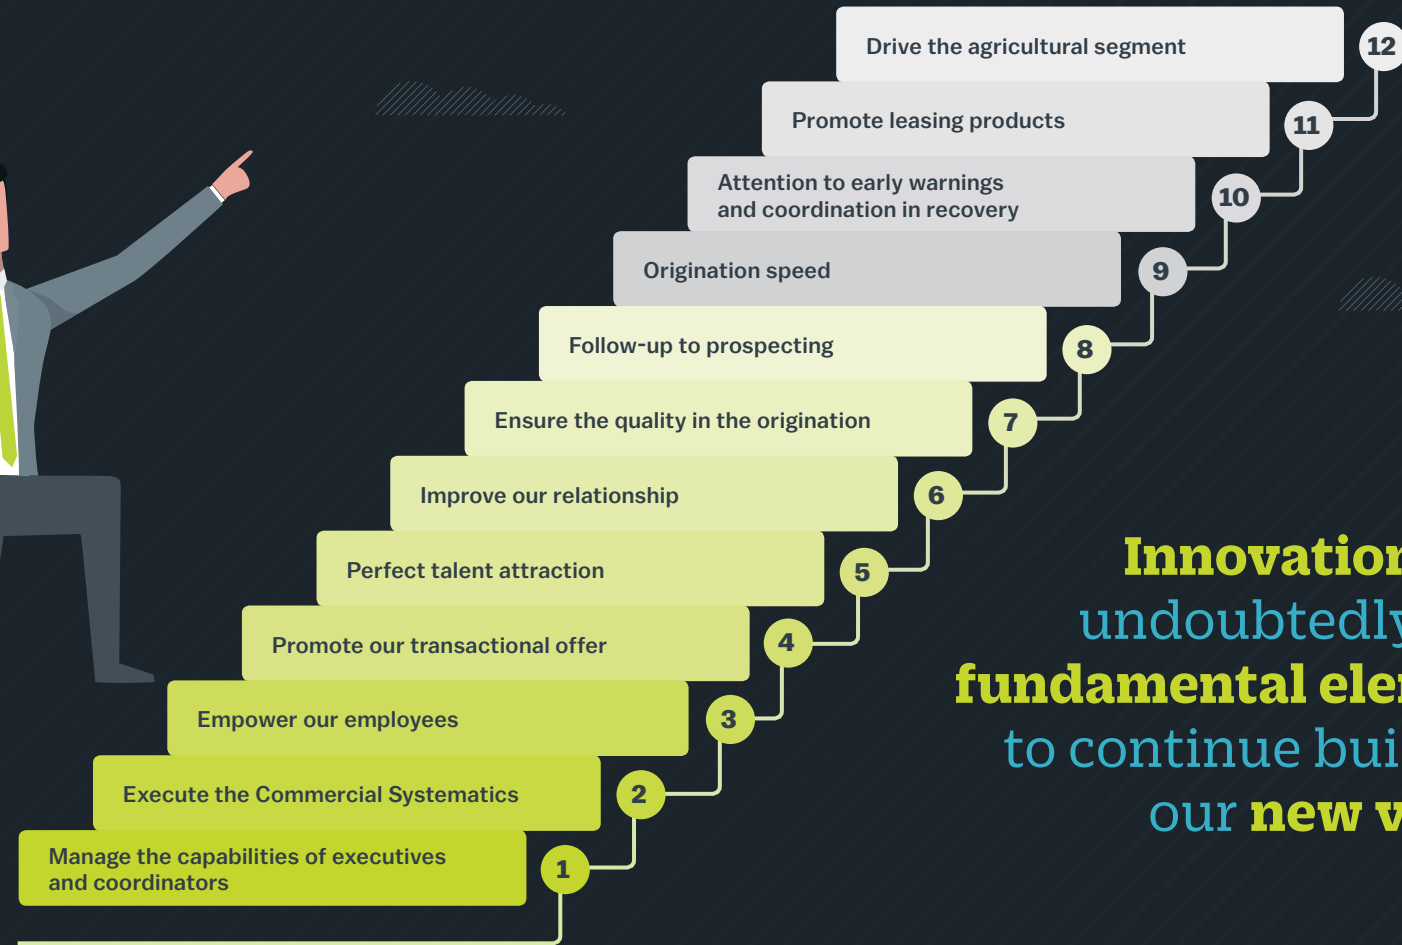 Drive the agricultural segment
12
Promote leasing products
11
Attention to early warnings
and coordination in recovery
10
Origination speed
9
Follow-up to prospecting
8
Ensure the quality in the origination
7
Improve our relationship
6
Perfect talent attraction
5
Promote our transactional offer
4
Empower our employees
3
Execute the Commercial Systematics
2
Manage the capabilities of executives
and coordinators
1
Innovation
undoubtedly
fundamental
to continue
our new